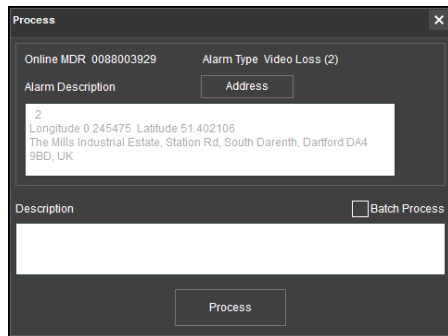 Process
Online MDR 0088003929 Alarm Type Video Loss (2)
Alarm Description Address
2
Longitude 0.245475 Latitude 51.402106
The Mills Industrial Estate, Station Rd, South Darenth, Dartford DA4
9BD, UK
Description Batch Process
Process